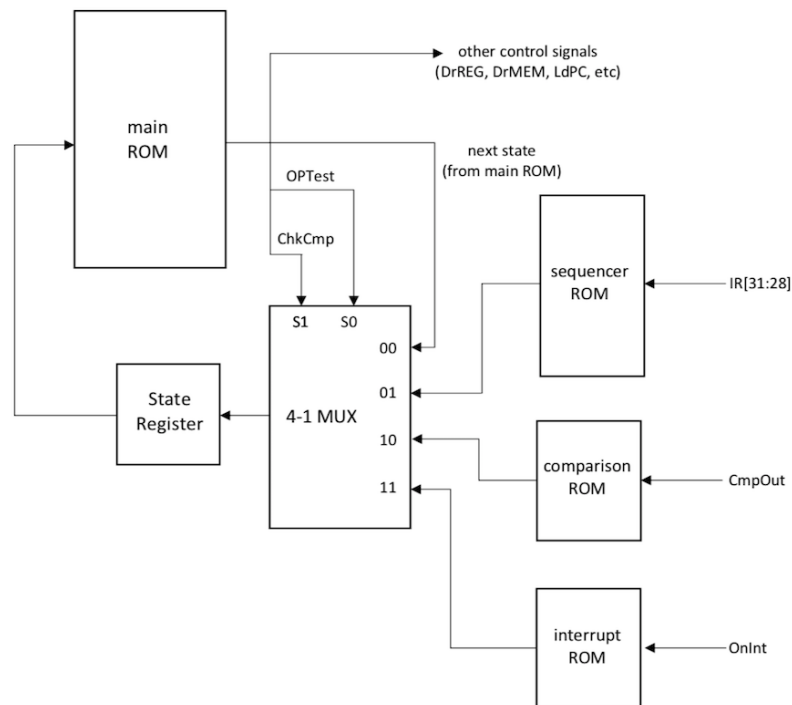 other control signals
(DrREG, DrMEM, LdPC, etc)
main
ROM
next state
(from main ROM)
OPTest
ChkCmp
sequencer
ROM
IR[31:28]
S1 S0
00
01
4-1 MUX
10
11
State
Register
comparison
ROM
CmpOut
interrupt
ROM
OnInt